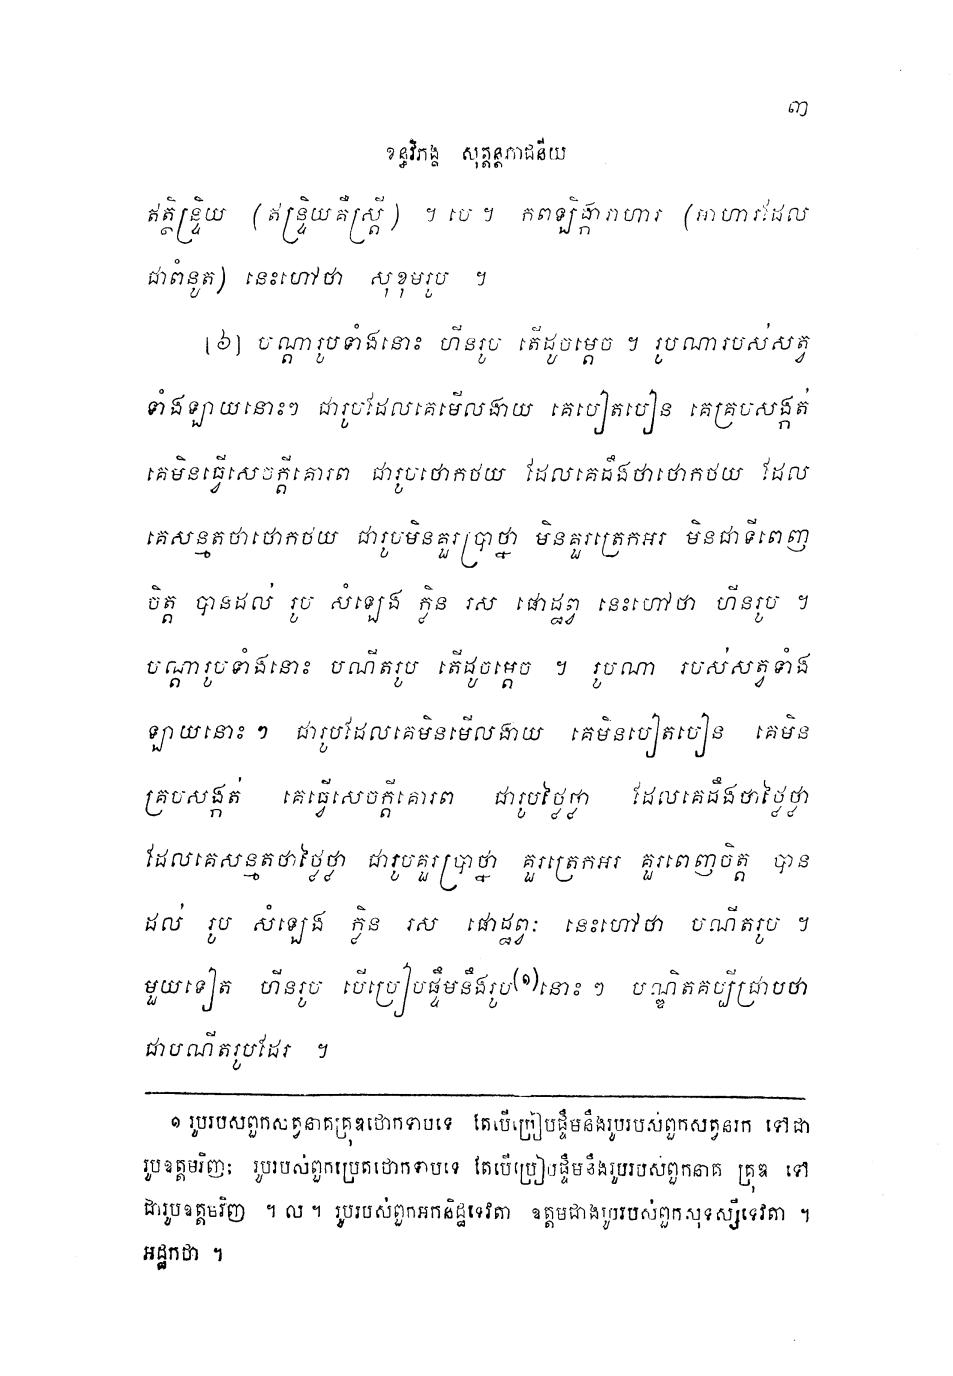 ៣
ខន្ធវិភង្គ សុត្តន្តភាជនីយ
ឥត្ថិន្ទ្រិយ (ឥន្ទ្រិយគឺស្ត្រី) ។ បេ ។ កពឡិង្ការាហារ (អាហារដែល
ជាពំនូត) នេះហៅថា សុខុមរូប ។
[៦] បណ្ដារូបទាំងនោះ ហីនរូប តើដូចម្ដេច ។ រូបណារបស់សត្វ
ទាំងឡាយនោះៗ ជារូបដែលគេមើលងាយ គេបៀតបៀន គេគ្របសង្កត់
គេមិនធ្វើសេចក្ដីគោរព ជារូបថោកថយ ដែលគេដឹងថាថោកថយ ដែល
គេសន្មតថាថោកថយ ជារូបមិនគួរប្រាថ្នា មិនគួរត្រេកអរ មិនជាទីពេញ
ចិត្ត បានដល់ រូប សំឡេង ក្លិន រស ផោដ្ឋព្វ នេះហៅថា ហីនរូប ។
បណ្ដារូបទាំងនោះ បណីតរូប តើដូចម្ដេច ។ រូបណា របស់សត្វទាំង
ឡាយនោះ ៗ ជារូបដែលគេមិនមើលងាយ គេមិនបៀតបៀន គេមិន
គ្របសង្កត់ គេធ្វើសេចក្ដីគោរព ជារូបថ្លៃថ្លា ដែលគេដឹងថាថ្លៃថ្លា
ដែលគេសន្មតថាថ្លៃថ្លា ជារូបគួរប្រាថ្នា គួរត្រេកអរ គួរពេញចិត្ត បាន
ដល់ រូប សំឡេង ក្លិន រស ផោដ្ឋព្វៈ នេះហៅថា បណីតរូប ។
មួយទៀត ហីនរូប បើប្រៀបផ្ទឹមនឹងរូប(១)នោះ ៗ បណ្ឌិតគប្បីជ្រាបថា
ជាបណីតរូបដែរ ។
១ រូបរបស់ពួកសត្វនាគគ្រុឌថោកទាបទេ តែបើប្រៀបផ្ទឹមនឹងរូបរបស់ពួកសត្វនរក ទៅជា
រូបឧត្តមវិញ; រូបរបស់ពួកប្រេតថោកទាបទេ តែបើប្រៀបផ្ទឹមនឹងរូបរបស់ពួកនាគ គ្រុឌ ទៅ
ជារូបឧត្តមវិញ ។ ល ។ រូបរបស់ពួកអកនិដ្ឋទេវតា ឧត្តមជាងរូបរបស់ពួកសុទស្សីទេវតា ។
អដ្ឋកថា ។